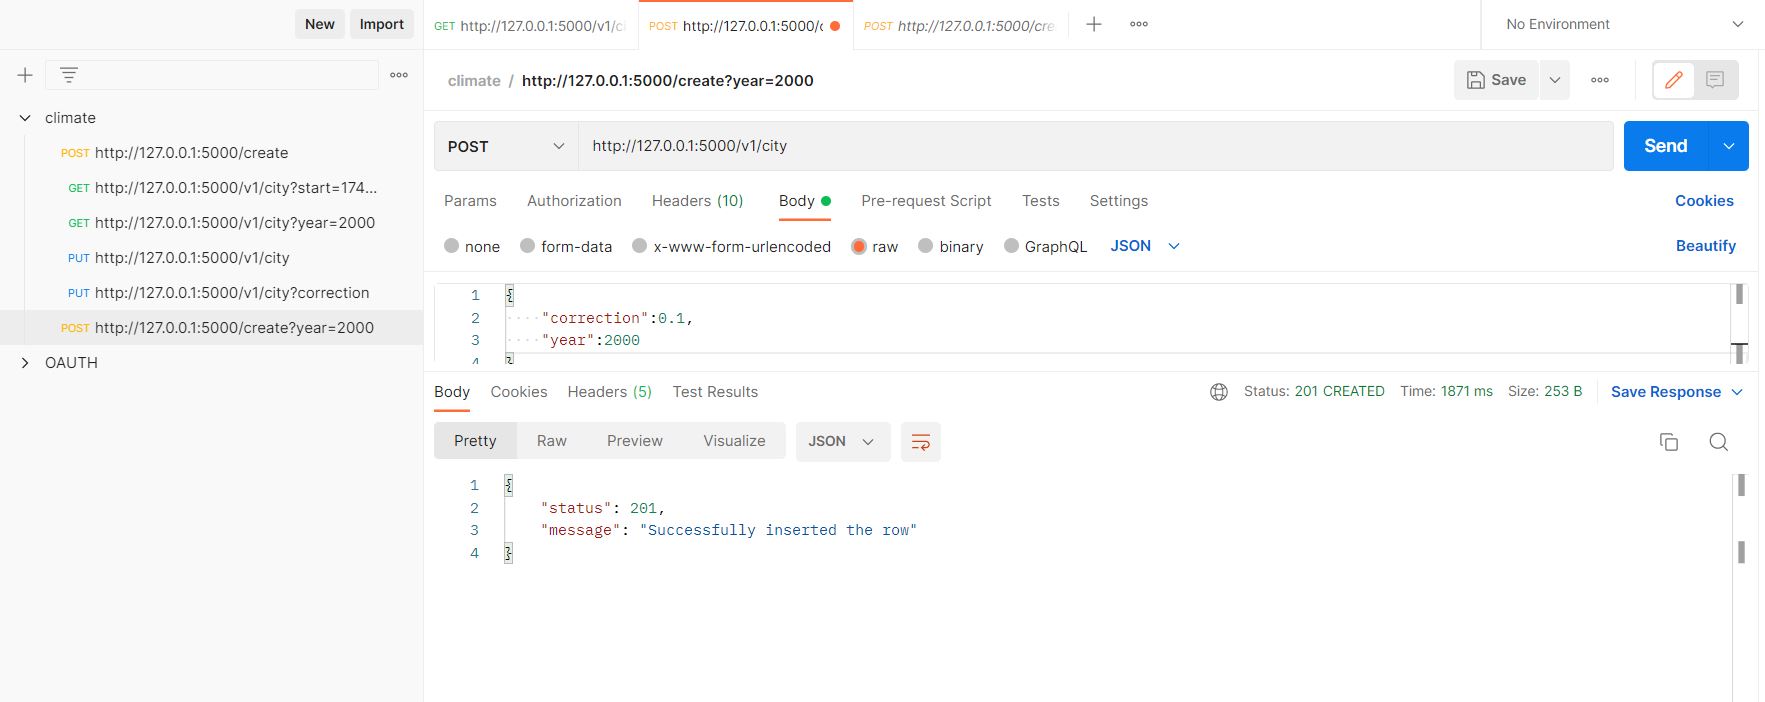 New Import
GET http://127.0.0.1:5000/v1/ci
POST http://127.0.0.1:5000/c
POST http://127.0.0.1:5000/cre
No Environment
climate / http://127.0.0.1:5000/create?year=2000
Save
climate
POST http://127.0.0.1:5000/create
GET http://127.0.0.1:5000/v1/city?start=174...
GET http://127.0.0.1:5000/v1/city?year=2000
PUT http://127.0.0.1:5000/v1/city
PUT http://127.0.0.1:5000/v1/city?correction
POST http://127.0.0.1:5000/create?year=2000
OAUTH
POST http://127.0.0.1:5000/v1/city Send
Params Authorization Headers (10) Body Pre-request Script Tests Settings Cookies
none form-data x-www-form-urlencoded raw binary GraphQL JSON Beautify
1 {
2 "correction":0.1,
3 "year":2000
4 }
Body Cookies Headers (5) Test Results Status: 201 CREATED Time: 1871 ms Size: 253 B Save Response
Pretty Raw Preview Visualize JSON
1 {
2 "status": 201,
3 "message": "Successfully inserted the row"
4 }